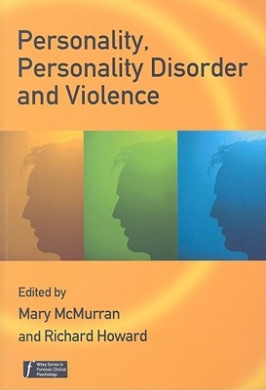 Personality,
Personality Disorder
and Violence
Edited by
Mary McMurran
and Richard Howard
f
Wiley Series in
Forensic Clinical
Psychology